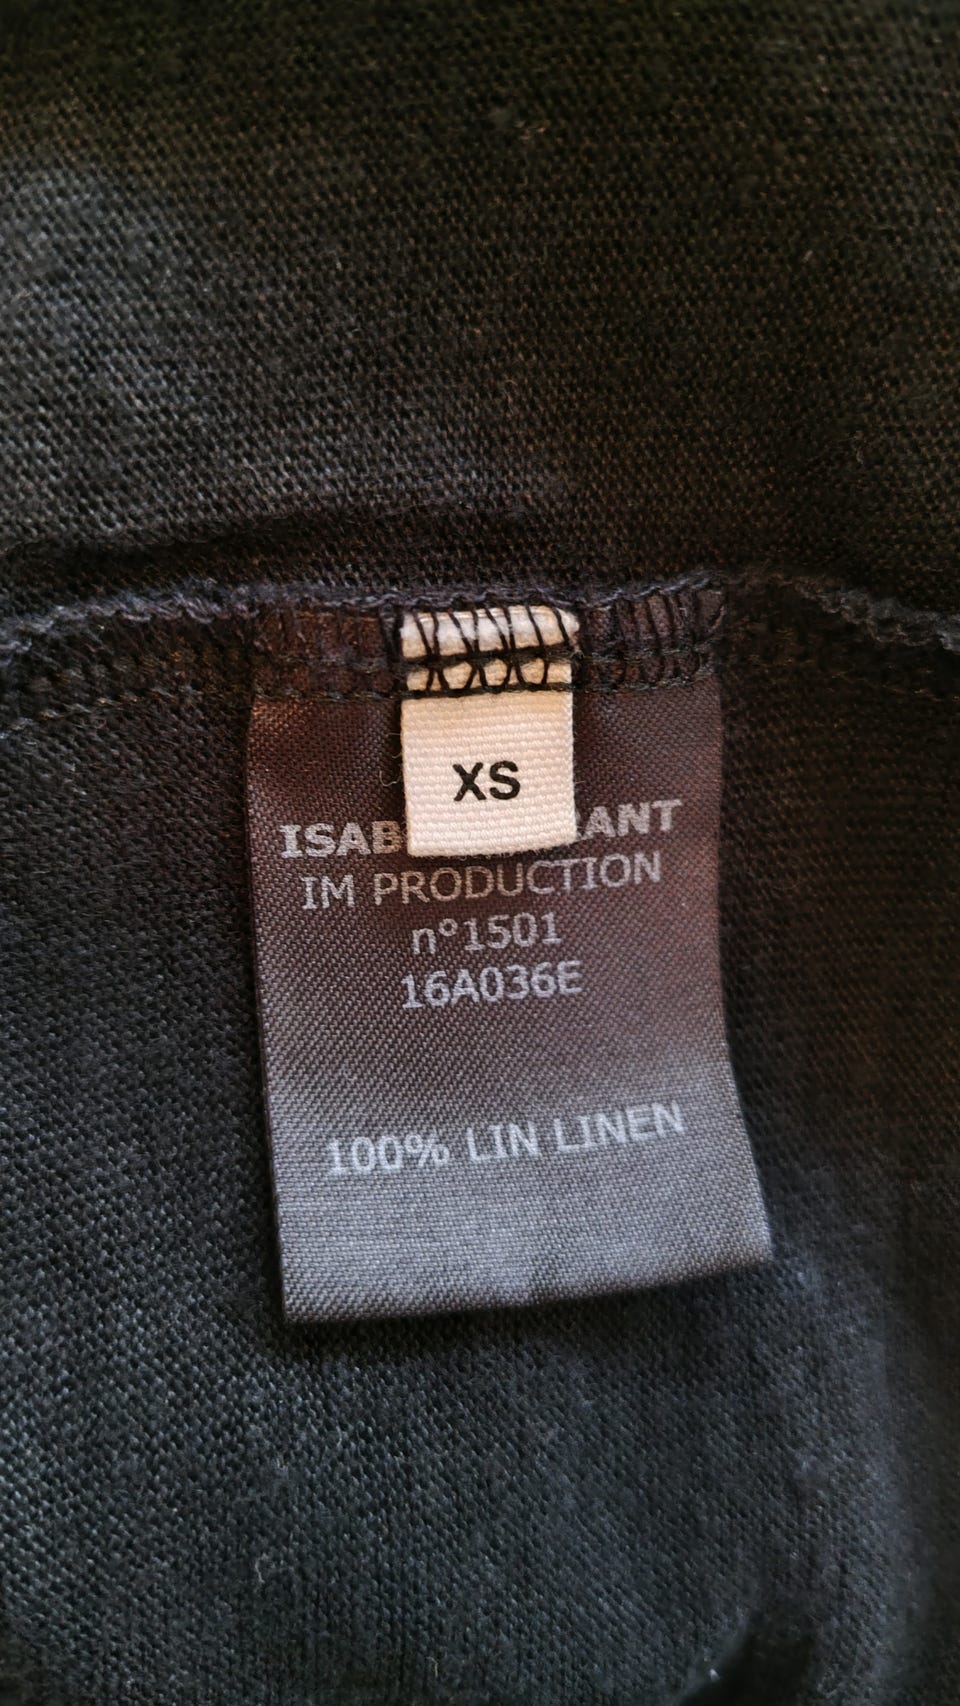 XS
IM PRODUCTION
n°1501
16A036E
100% LIN LINEN